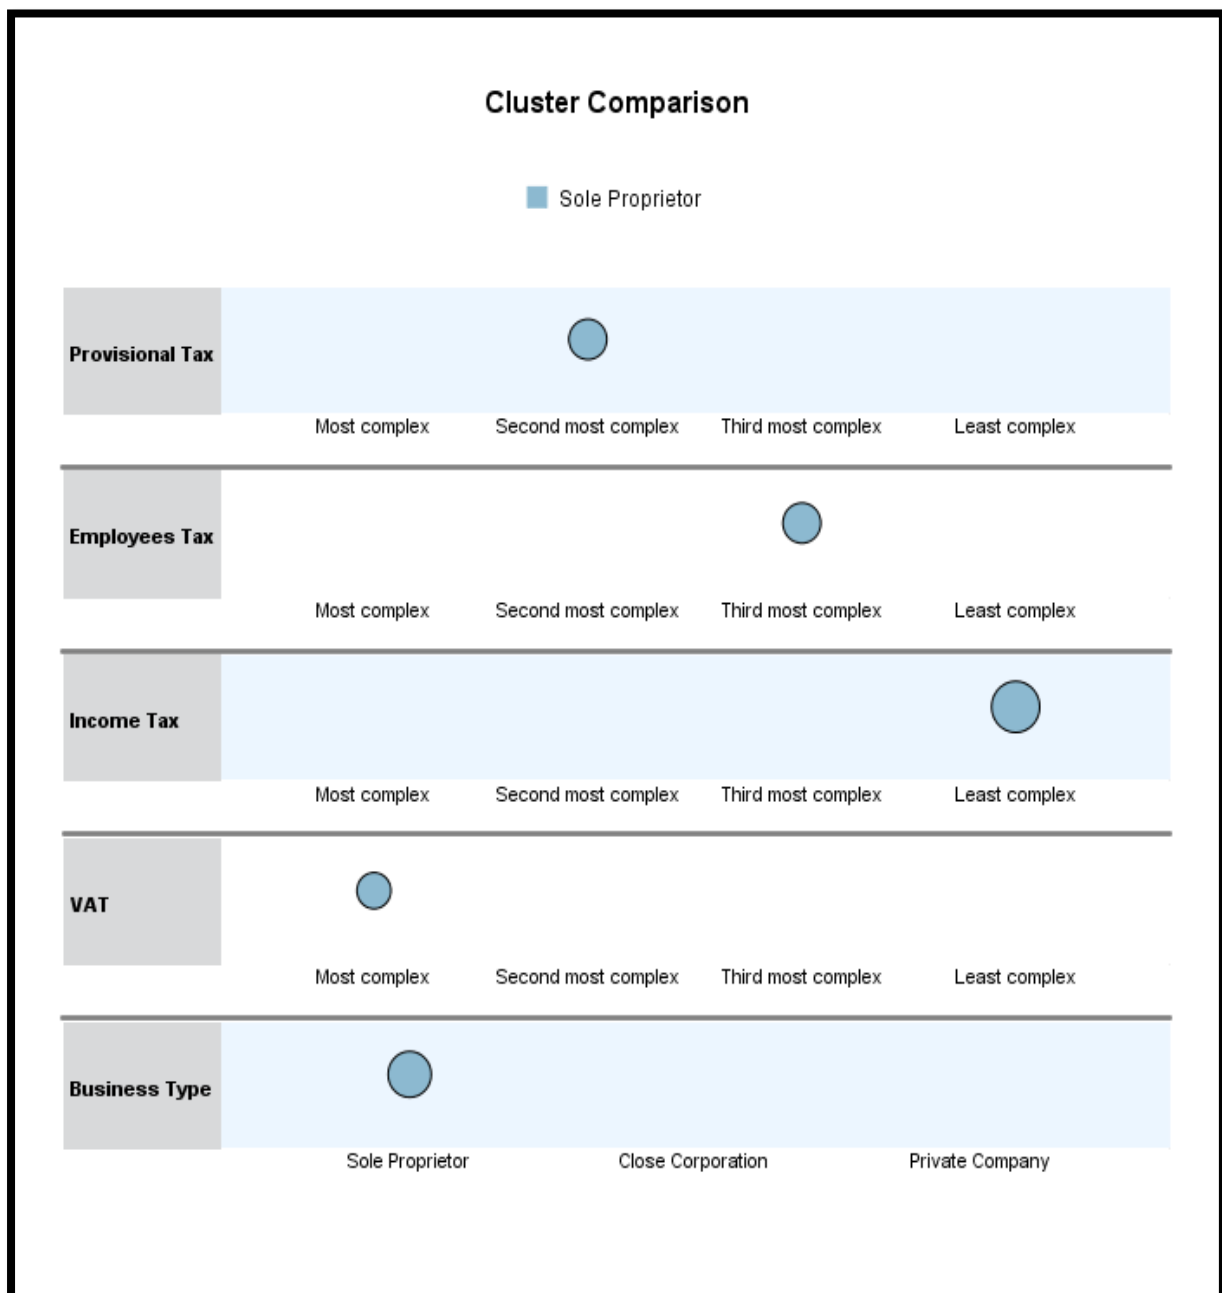 Cluster Comparison
Sole Proprietor
Provisional Tax
Most complex Second most complex Third most complex Least complex
Employees Tax
Most complex Second most complex Third most complex Least complex
Income Tax
Most complex Second most complex Third most complex Least complex
VAT
Most complex Second most complex Third most complex Least complex
Business Type
Sole Proprietor Close Corporation Private Company